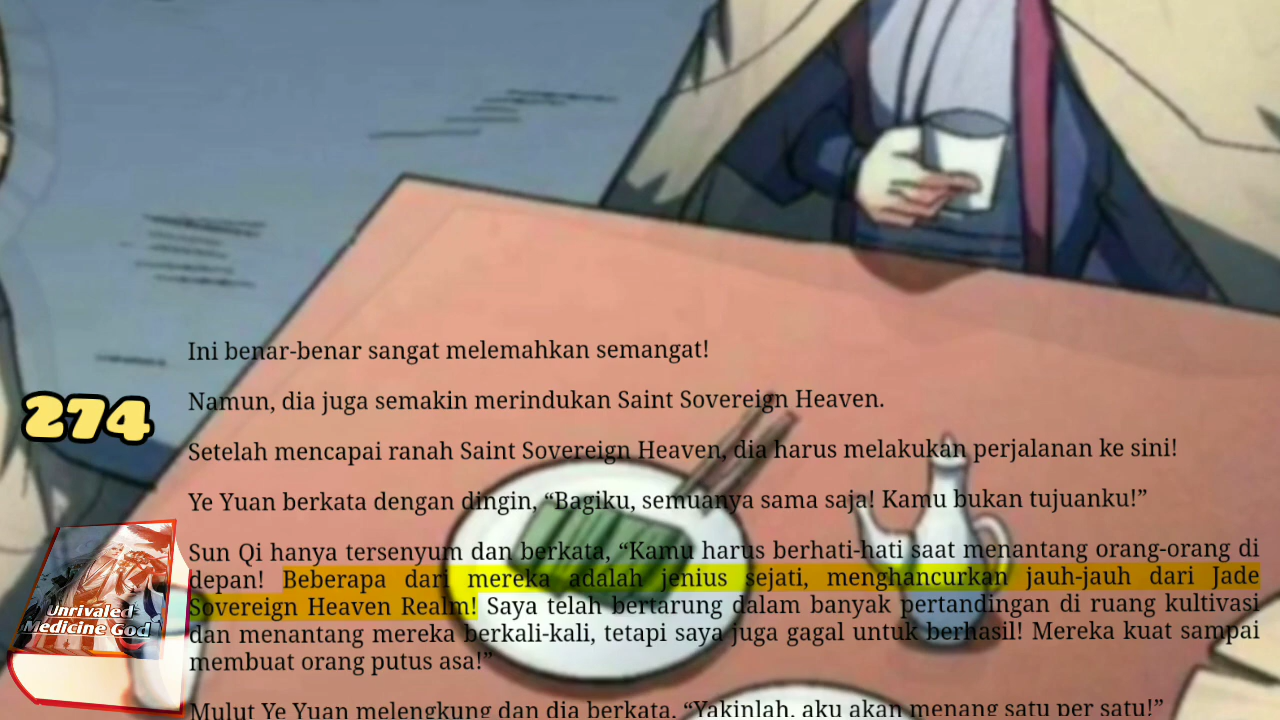 Ini benar-benar sangat melemahkan semangat!
Namun, dia juga semakin merindukan Saint Sovereign Heaven.
274
Setelah mencapai ranah Saint Sovereign Heaven, dia harus melakukan perjalanan ke sini!
Ye Yuan berkata dengan dingin, “Bagiku, semuanya sama saja! Kamu bukan tujuanku!”
Sun Qi hanya tersenyum dan berkata, “Kamu harus berhati-hati saat menantang orang-orang di
depan! Beberapa dari mereka adalah jenius sejati, menghancurkan jauh-jauh dari Jade
Sovereign Heaven Realm! Saya telah bertarung dalam banyak pertandingan di ruang kultivasi
dan menantang mereka berkali-kali, tetapi saya juga gagal untuk berhasil! Mereka kuat sampai
membuat orang putus asa!”
Unrivaled
Medicine God
Mulut Ye Yuan melengkung dan dia berkata, “Yakinlah, aku akan menang satu per satu!”